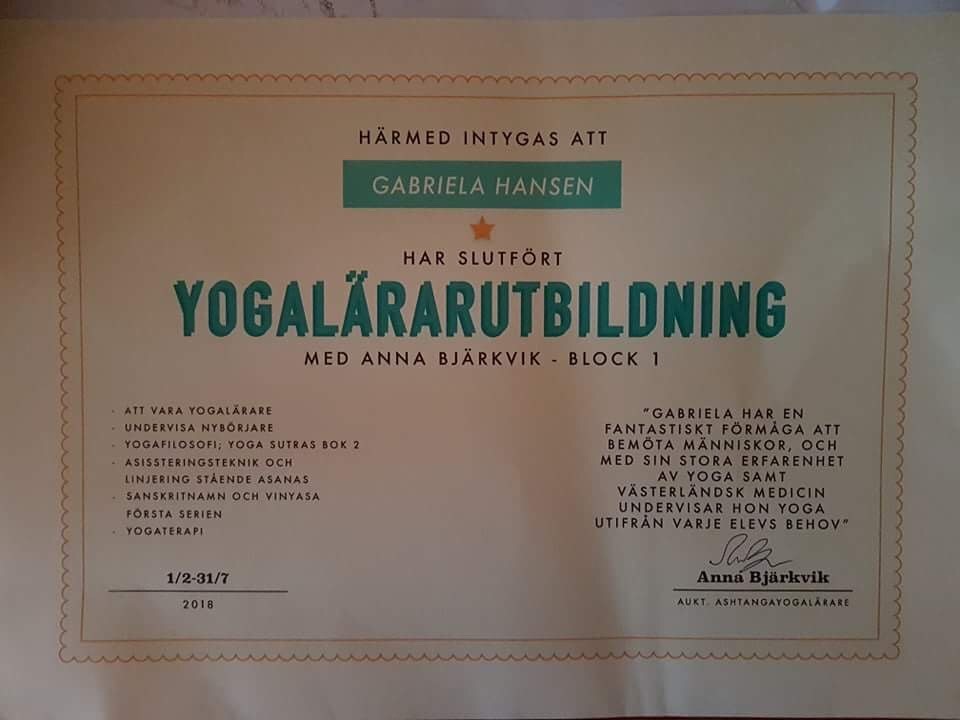 HÄRMED INTYGAS ATT
GABRIELA HANSEN
HAR SLUTFÖRT
YOGALÄRARUTBILDNING
MED ANNA BJÄRKVIK - BLOCK 1
- ATT VARA YOGALÄRARE
- UNDERVISA NYBÖRJARE
- YOGAFILOSOFI; YOGA SUTRAS BOK 2
- ASISSTERINGSTEKNIK OCH
LINJERING STÅENDE ASANAS
- SANSKRITNAMN OCH VINYASA
FÖRSTA SERIEN
- YOGATERAPI
1/2-31/7
2018
"GABRIELA HAR EN
FANTASTISKT FÖRMÅGA ATT
BEMÖTA MÄNNISKOR, OCH
MED SIN STORA ERFARENHET
AV YOGA SAMT
VÄSTERLÄNDSK MEDICIN
UNDERVISAR HON YOGA
UTIFRÅN VARJE ELEVS BEHOV"
Anna Bjärkvik
AUKT. ASHTANGAYOGALÄRARE